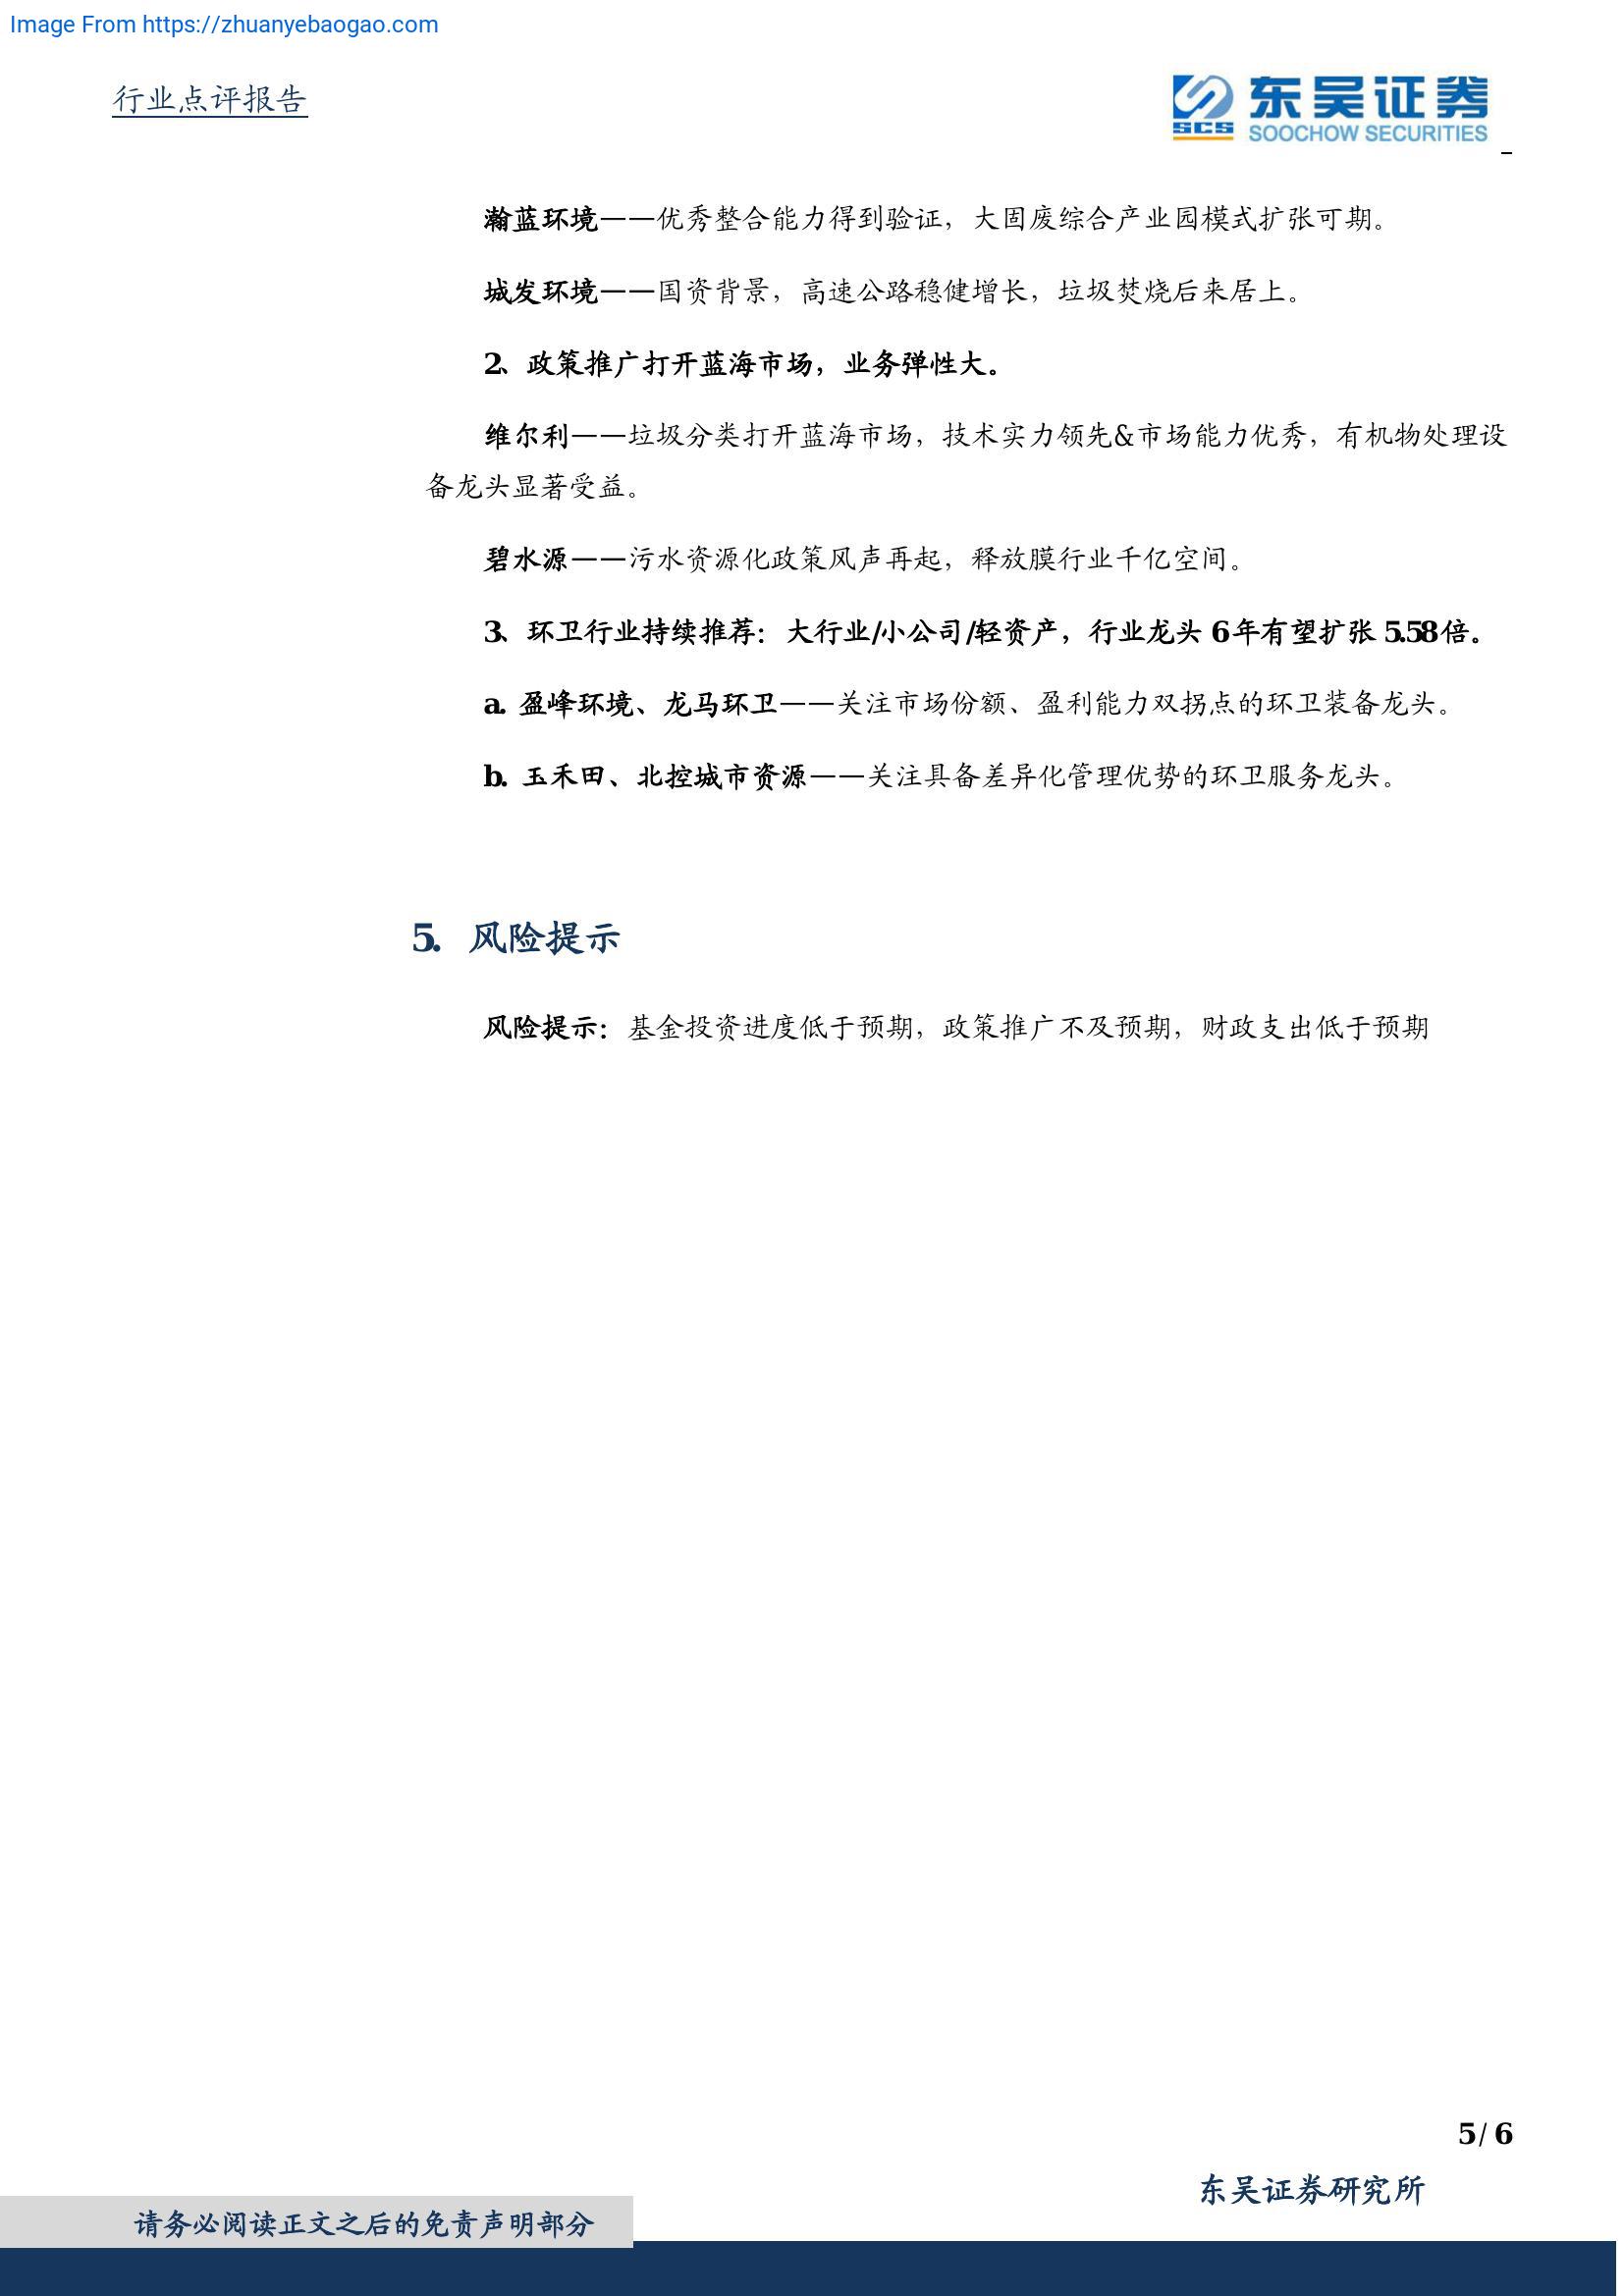 Image From https://zhuanyebaogao.com
行业点评报告
东吴证券
SCS
SOOCHOW SECURITIES
瀚蓝环境——优秀整合能力得到验证，大固废综合产业园模式扩张可期。
城发环境——国资背景，高速公路稳健增长，垃圾焚烧后来居上。
2、政策推广打开蓝海市场，业务弹性大。
维尔利——垃圾分类打开蓝海市场，技术实力领先&市场能力优秀，有机物处理设
备龙头显著受益。
碧水源——污水资源化政策风声再起，释放膜行业千亿空间。
3、环卫行业持续推荐：大行业/小公司/轻资产，行业龙头 6 年有望扩张 5.58 倍。
a. 盈峰环境、龙马环卫——关注市场份额、盈利能力双拐点的环卫装备龙头。
b. 玉禾田、北控城市资源——关注具备差异化管理优势的环卫服务龙头。
5. 风险提示
风险提示：基金投资进度低于预期，政策推广不及预期，财政支出低于预期
5 / 6
东吴证券研究所
请务必阅读正文之后的免责声明部分